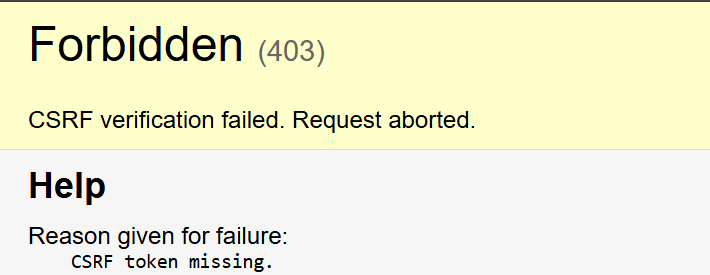 Forbidden (403)
CSRF verification failed. Request aborted.
Help
Reason given for failure:
CSRF token missing.